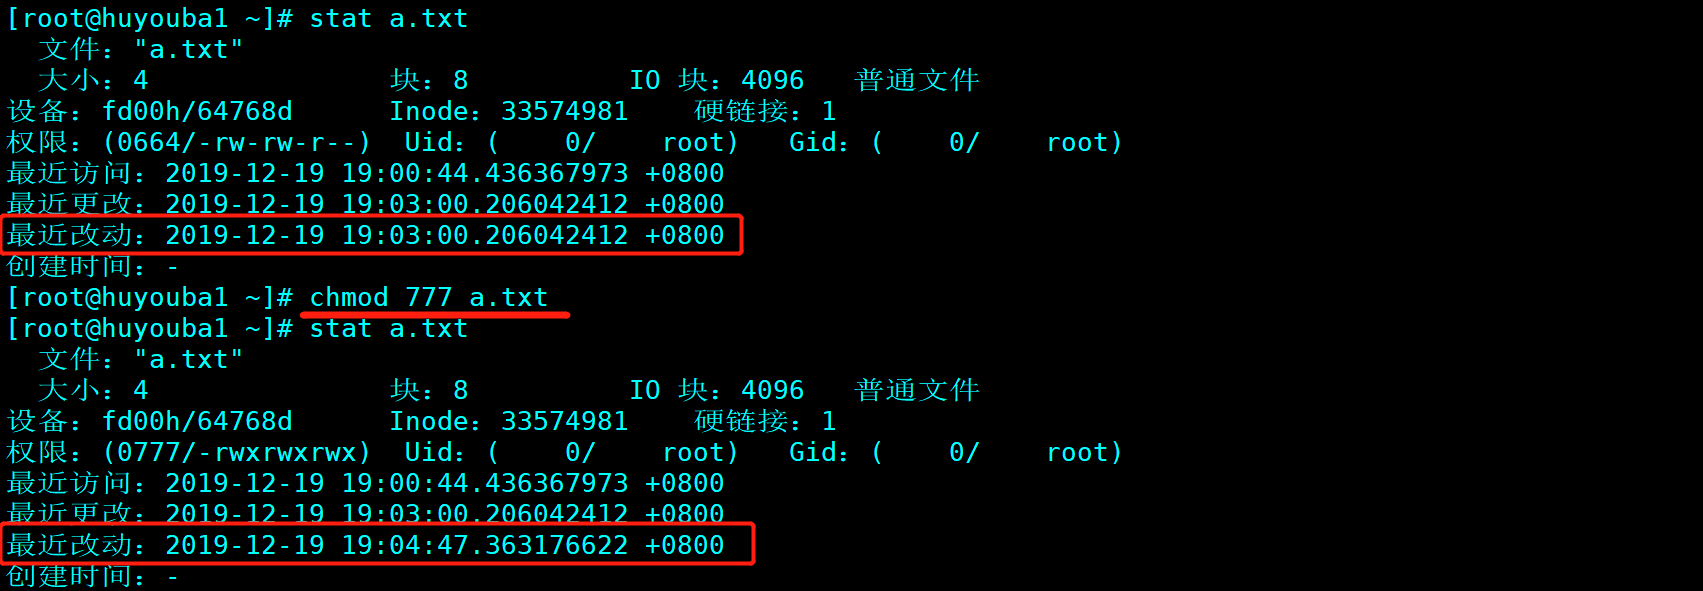 [root@huyouba1 ~]# stat a.txt
  文件："a.txt"
  大小：4               块：8          IO 块：4096   普通文件
设备：fd00h/64768d      Inode：33574981    硬链接：1
权限：(0664/-rw-rw-r--)  Uid：(    0/    root)   Gid：(    0/    root)
最近访问：2019-12-19 19:00:44.436367973 +0800
最近更改：2019-12-19 19:03:00.206042412 +0800
最近改动：2019-12-19 19:03:00.206042412 +0800
创建时间：-
[root@huyouba1 ~]# chmod 777 a.txt
[root@huyouba1 ~]# stat a.txt
  文件："a.txt"
  大小：4               块：8          IO 块：4096   普通文件
设备：fd00h/64768d      Inode：33574981    硬链接：1
权限：(0777/-rwxrwxrwx)  Uid：(    0/    root)   Gid：(    0/    root)
最近访问：2019-12-19 19:00:44.436367973 +0800
最近更改：2019-12-19 19:03:00.206042412 +0800
最近改动：2019-12-19 19:04:47.363176622 +0800
创建时间：-